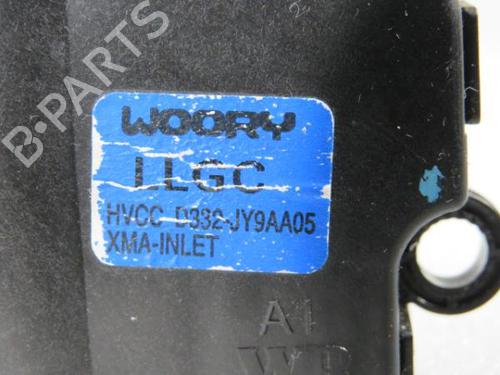 B-PARTS
WOORY
LLGC
HVCC D332-JY9AA05
XMA-INLET
A1